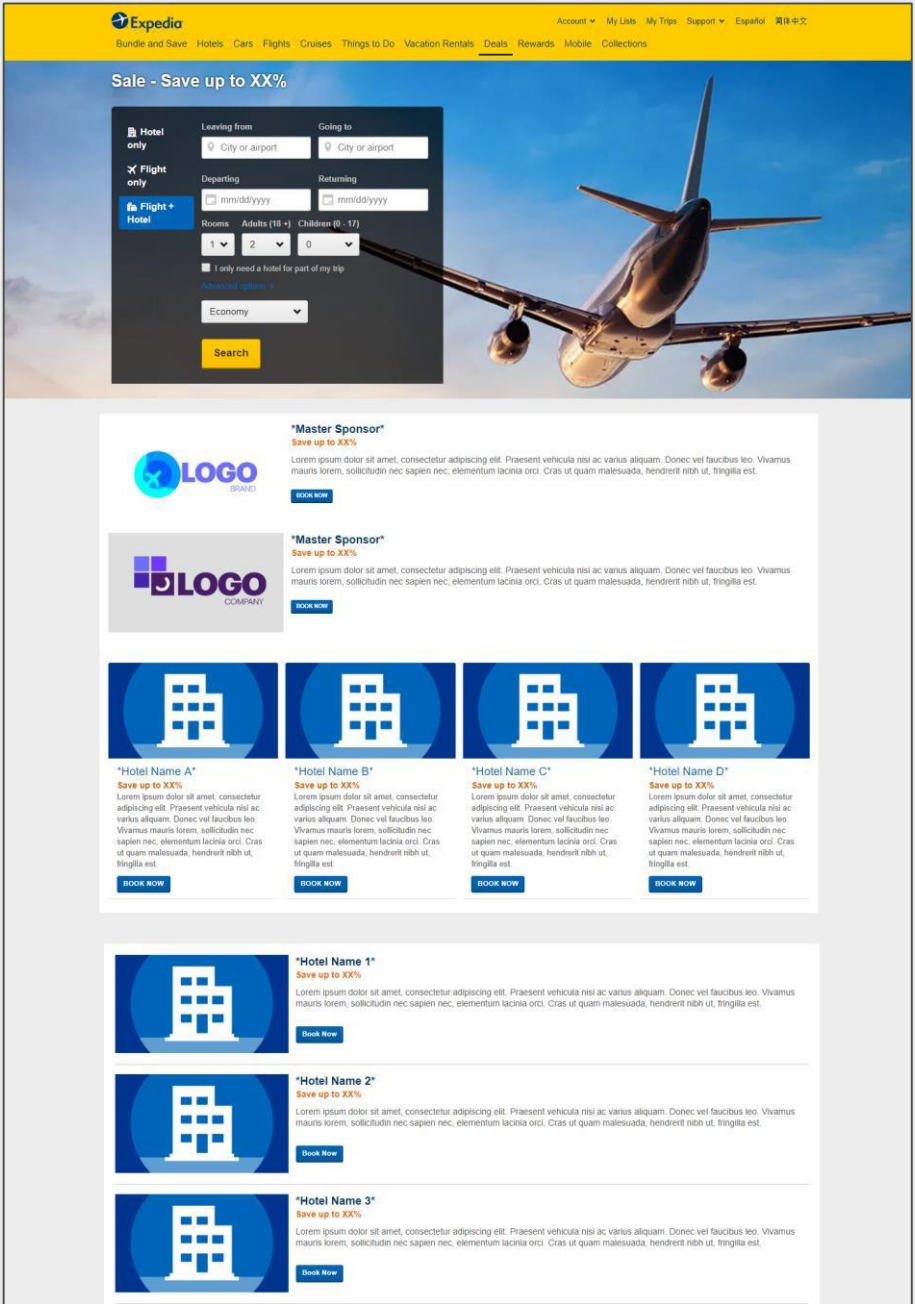 Expedia
Account My Lists My Trips Support Español 简体中文
Bundle and Save Hotels Cars Flights Cruises Things to Do Vacation Rentals Deals Rewards Mobile Collections
Sale - Save up to XX%
Hotel only
Flight only
Flight + Hotel
Leaving from Going to
City or airport City or airport
Departing Returning
mm/dd/yyyy mm/dd/yyyy
Rooms Adults (18 +) Children (0 - 17)
1 2 0
I only need a hotel for part of my trip
Advanced options
Economy
Search
LOGO
BRAND
*Master Sponsor*
Save up to XX%
Lorem ipsum dolor sit amet, consectetur adipiscing elit. Praesent vehicula nisi ac varius aliquam. Donec vel faucibus leo. Vivamus
mauris lorem, sollicitudin nec sapien nec, elementum lacinia orci. Cras ut quam malesuada, hendrerit nibh ut, fringilla est.
BOOK NOW
LOGO
COMPANY
*Master Sponsor*
Save up to XX%
Lorem ipsum dolor sit amet, consectetur adipiscing elit. Praesent vehicula nisi ac varius aliquam. Donec vel faucibus leo. Vivamus
mauris lorem, sollicitudin nec sapien nec, elementum lacinia orci. Cras ut quam malesuada, hendrerit nibh ut, fringilla est.
BOOK NOW
*Hotel Name A*
Save up to XX%
Lorem ipsum dolor sit amet, consectetur
adipiscing elit. Praesent vehicula nisi ac
varius aliquam. Donec vel faucibus leo.
Vivamus mauris lorem, sollicitudin nec
sapien nec, elementum lacinia orci. Cras
ut quam malesuada, hendrerit nibh ut,
fringilla est.
BOOK NOW
*Hotel Name B*
Save up to XX%
Lorem ipsum dolor sit amet, consectetur
adipiscing elit. Praesent vehicula nisi ac
varius aliquam. Donec vel faucibus leo.
Vivamus mauris lorem, sollicitudin nec
sapien nec, elementum lacinia orci. Cras
ut quam malesuada, hendrerit nibh ut,
fringilla est.
BOOK NOW
*Hotel Name C*
Save up to XX%
Lorem ipsum dolor sit amet, consectetur
adipiscing elit. Praesent vehicula nisi ac
varius aliquam. Donec vel faucibus leo.
Vivamus mauris lorem, sollicitudin nec
sapien nec, elementum lacinia orci. Cras
ut quam malesuada, hendrerit nibh ut,
fringilla est.
BOOK NOW
*Hotel Name D*
Save up to XX%
Lorem ipsum dolor sit amet, consectetur
adipiscing elit. Praesent vehicula nisi ac
varius aliquam. Donec vel faucibus leo.
Vivamus mauris lorem, sollicitudin nec
sapien nec, elementum lacinia orci. Cras
ut quam malesuada, hendrerit nibh ut,
fringilla est.
BOOK NOW
*Hotel Name 1*
Save up to XX%
Lorem ipsum dolor sit amet, consectetur adipiscing elit. Praesent vehicula nisi ac varius aliquam. Donec vel faucibus leo. Vivamus
mauris lorem, sollicitudin nec sapien nec, elementum lacinia orci. Cras ut quam malesuada, hendrerit nibh ut, fringilla est.
Book Now
*Hotel Name 2*
Save up to XX%
Lorem ipsum dolor sit amet, consectetur adipiscing elit. Praesent vehicula nisi ac varius aliquam. Donec vel faucibus leo. Vivamus
mauris lorem, sollicitudin nec sapien nec, elementum lacinia orci. Cras ut quam malesuada, hendrerit nibh ut, fringilla est.
Book Now
*Hotel Name 3*
Save up to XX%
Lorem ipsum dolor sit amet, consectetur adipiscing elit. Praesent vehicula nisi ac varius aliquam. Donec vel faucibus leo. Vivamus
mauris lorem, sollicitudin nec sapien nec, elementum lacinia orci. Cras ut quam malesuada, hendrerit nibh ut, fringilla est.
Book Now